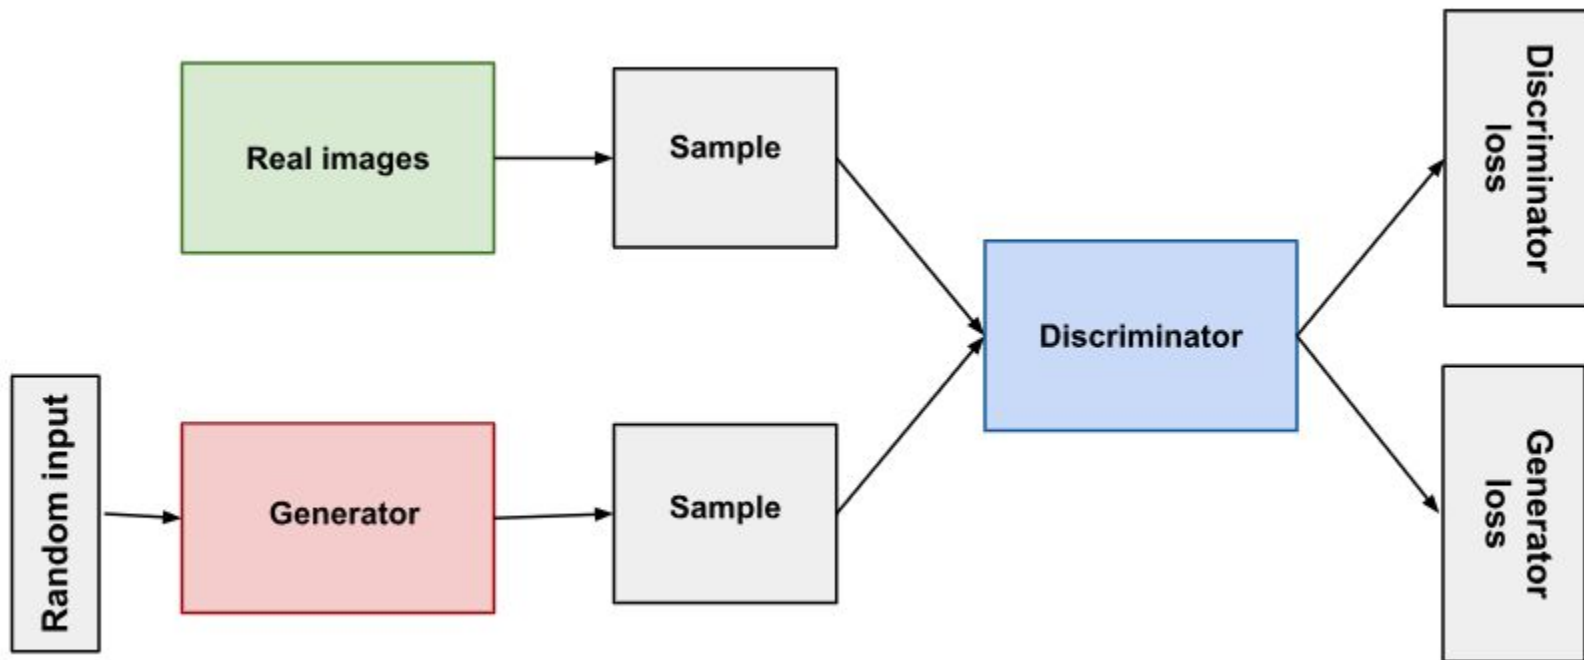 Real images
Sample
Discriminator
loss
Discriminator
Random input
Generator
Sample
Generator
loss